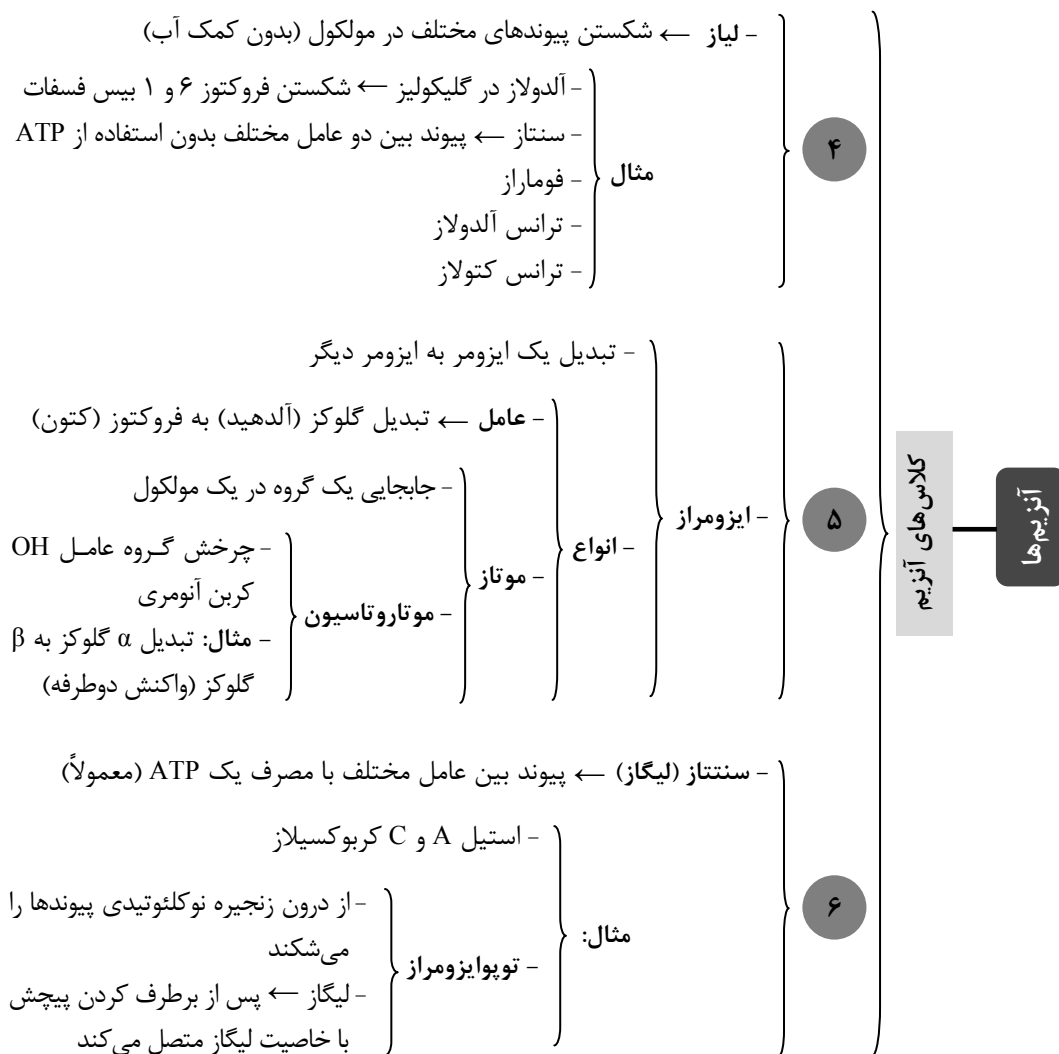 آنزیم‌ها
کلاس‌های آنزیم
۴
- لیاز ← شکستن پیوندهای مختلف در مولکول (بدون کمک آب)
مثال
- آلدولاز در گلیکولیز ← شکستن فروکتوز ۶ و ۱ بیس فسفات
- سنتاز ← پیوند بین دو عامل مختلف بدون استفاده از ATP
- فوماراز
- ترانس آلدولاز
- ترانس کتولاز
۵
- ایزومراز
- تبدیل یک ایزومر به ایزومر دیگر
- انواع
- عامل ← تبدیل گلوکز (آلدهید) به فروکتوز (کتون)
- موتاز
- جابجایی یک گروه در یک مولکول
- موتاروتاسیون
- چرخش گـروه عامـل OH
کربن آنومری
- مثال: تبدیل α گلوکز به β
گلوکز (واکنش دوطرفه)
۶
- سنتتاز (لیگاز) ← پیوند بین عامل مختلف با مصرف یک ATP (معمولاً)
مثال:
- استیل A و C کربوکسیلاز
- توپوایزومراز
- از درون زنجیره نوکلئوتیدی پیوندها را
می‌شکند
- لیگاز ← پس از برطرف کردن پیچش
با خاصیت لیگاز متصل می‌کند